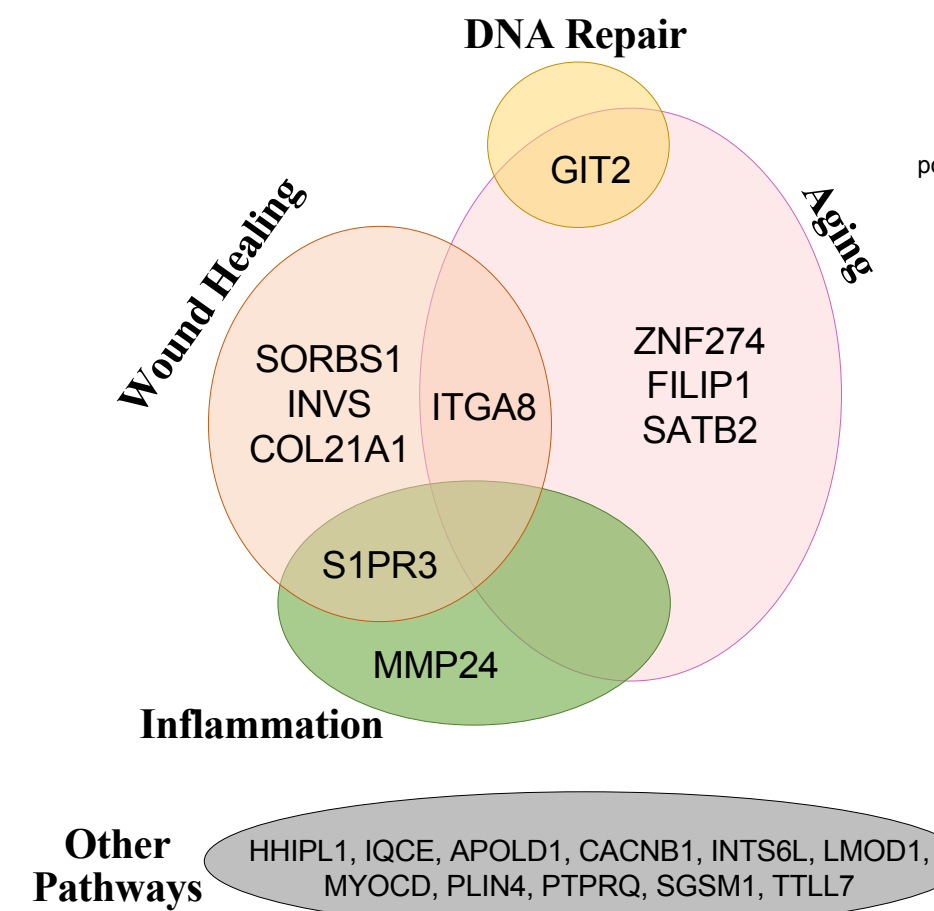 DNA Repair
GIT2
Aging
Wound Healing
ZNF274
FILIP1
SATB2
SORBS1
INVS
COL21A1
ITGA8
S1PR3
MMP24
Inflammation
Other
Pathways
HHIPL1, IQCE, APOLD1, CACNB1, INTS6L, LMOD1,
MYOCD, PLIN4, PTPRQ, SGSM1, TTLL7